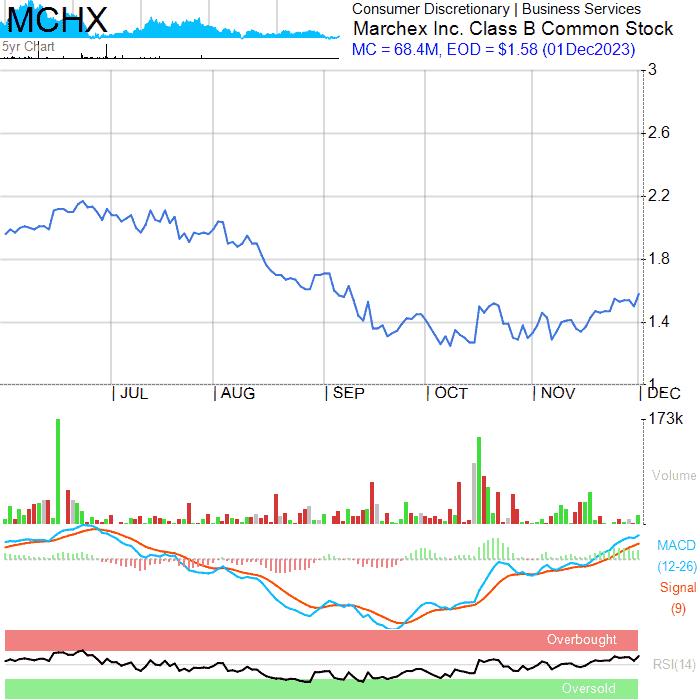 MCHX
5yr Chart
Consumer Discretionary | Business Services
Marchex Inc. Class B Common Stock
MC = 68.4M, EOD = $1.58 (01Dec2023)
3
2.6
2.2
1.8
1.4
1
JUL
AUG
SEP
OCT
NOV
DEC
173k
Volume
MACD
(12-26)
Signal
(9)
Overbought
RSI(14)
Oversold